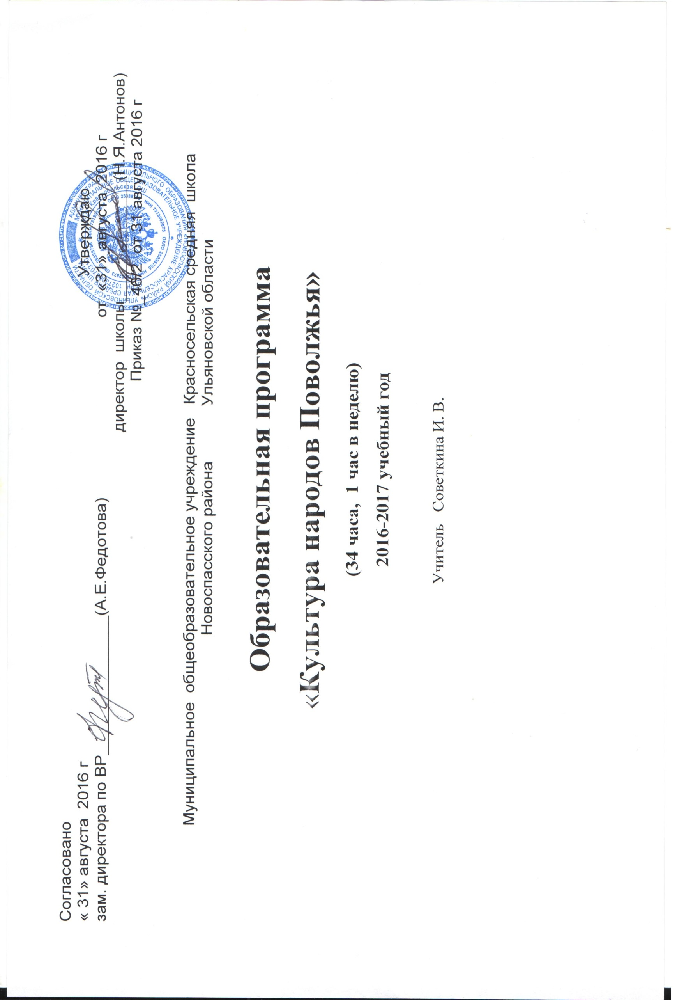 Согласовано
« 31» августа 2016 г
зам. директора по ВР (А.Е.Федотова)
Утверждаю
от «31» августа 2016 г
директор школы (Н.Я.Антонов)
Приказ № 46/2 от 31 августа 2016 г
Муниципальное общеобразовательное учреждение Красносельская средняя школа
Новоспасского района Ульяновской области
Образовательная программа
«Культура народов Поволжья»
(34 часа, 1 час в неделю)
2016-2017 учебный год
Учитель Советкина И. В.